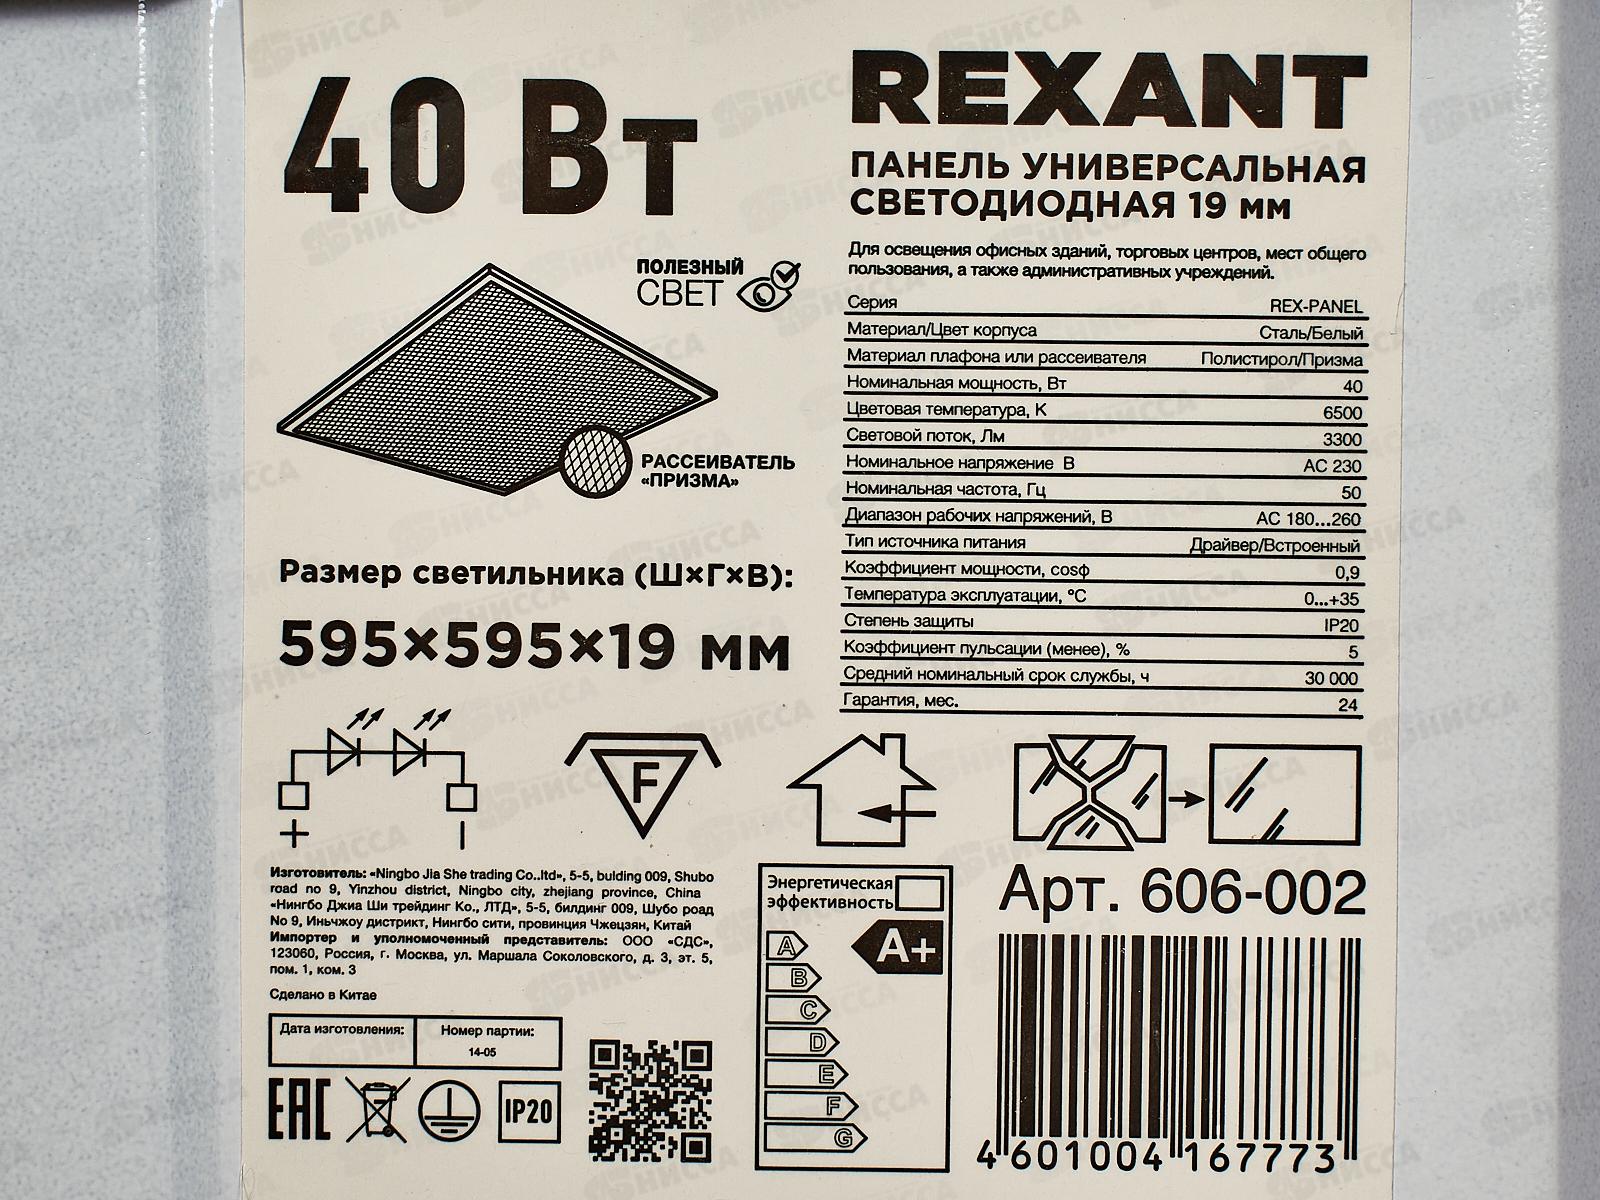 40 Вт
REXANT
ПАНЕЛЬ УНИВЕРСАЛЬНАЯ
СВЕТОДИОДНАЯ 19 мм
Для освещения офисных зданий, торговых центров, мест общего
пользования, а также административных учреждений.
ПОЛЕЗНЫЙ
СВЕТ
РАССЕИВАТЕЛЬ
«ПРИЗМА»
Размер светильника (Ш×Г×В):
595×595×19 мм
Серия REX-PANEL
Материал/Цвет корпуса Сталь/Белый
Материал плафона или рассеивателя Полистирол/Призма
Номинальная мощность, Вт 40
Цветовая температура, К 6500
Световой поток, Лм 3300
Номинальное напряжение В AC 230
Номинальная частота, Гц 50
Диапазон рабочих напряжений, В AC 180...260
Тип источника питания Драйвер/Встроенный
Коэффициент мощности, cosф 0,9
Температура эксплуатации, °С 0...+35
Степень защиты IP20
Коэффициент пульсации (менее), % 5
Средний номинальный срок службы, ч 30 000
Гарантия, мес. 24
+
F
Изготовитель: «Ningbo Jia She trading Co..ltd», 5-5, bulding 009, Shubo
road no 9, Yinzhou district, Ningbo city, zhejiang province, China
«Нингбо Джиа Ши трейдинг Ко., ЛТД», 5-5, билдинг 009, Шубо роад
No 9, Иньчжоу дистрикт, Нингбо сити, провинция Чжецзян, Китай
Импортер и уполномоченный представитель: ООО «СДС»,
123060, Россия, г. Москва, ул. Маршала Соколовского, д. 3, эт. 5,
пом. 1, ком. 3
Сделано в Китае
Дата изготовления: Номер партии:
14-05
EAC
IP20
Энергетическая
эффективность
A+
A
B
C
D
E
F
G
Арт. 606-002
4 601004 167773
НИССА